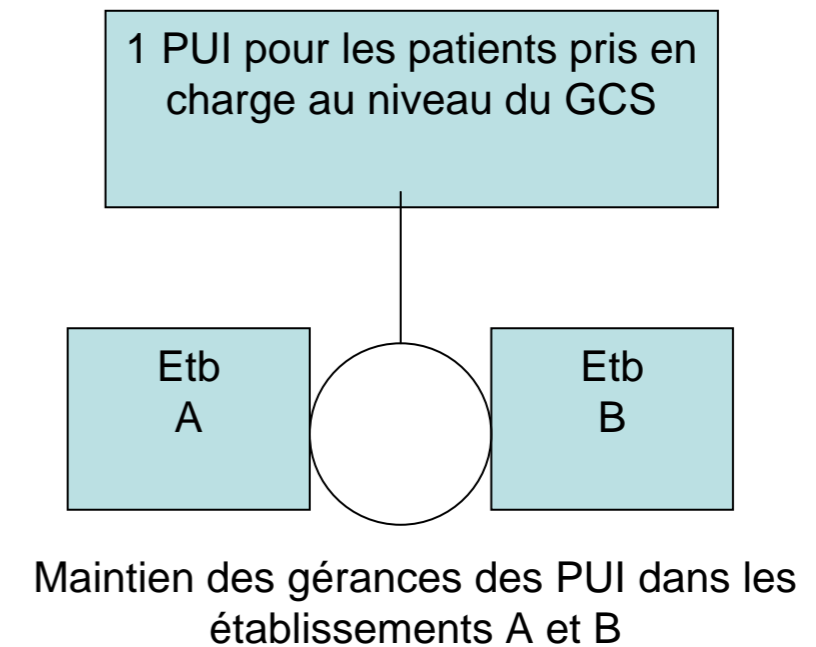 1 PUI pour les patients pris en
charge au niveau du GCS
Etb
A
Etb
B
Maintien des gérances des PUI dans les
établissements A et B